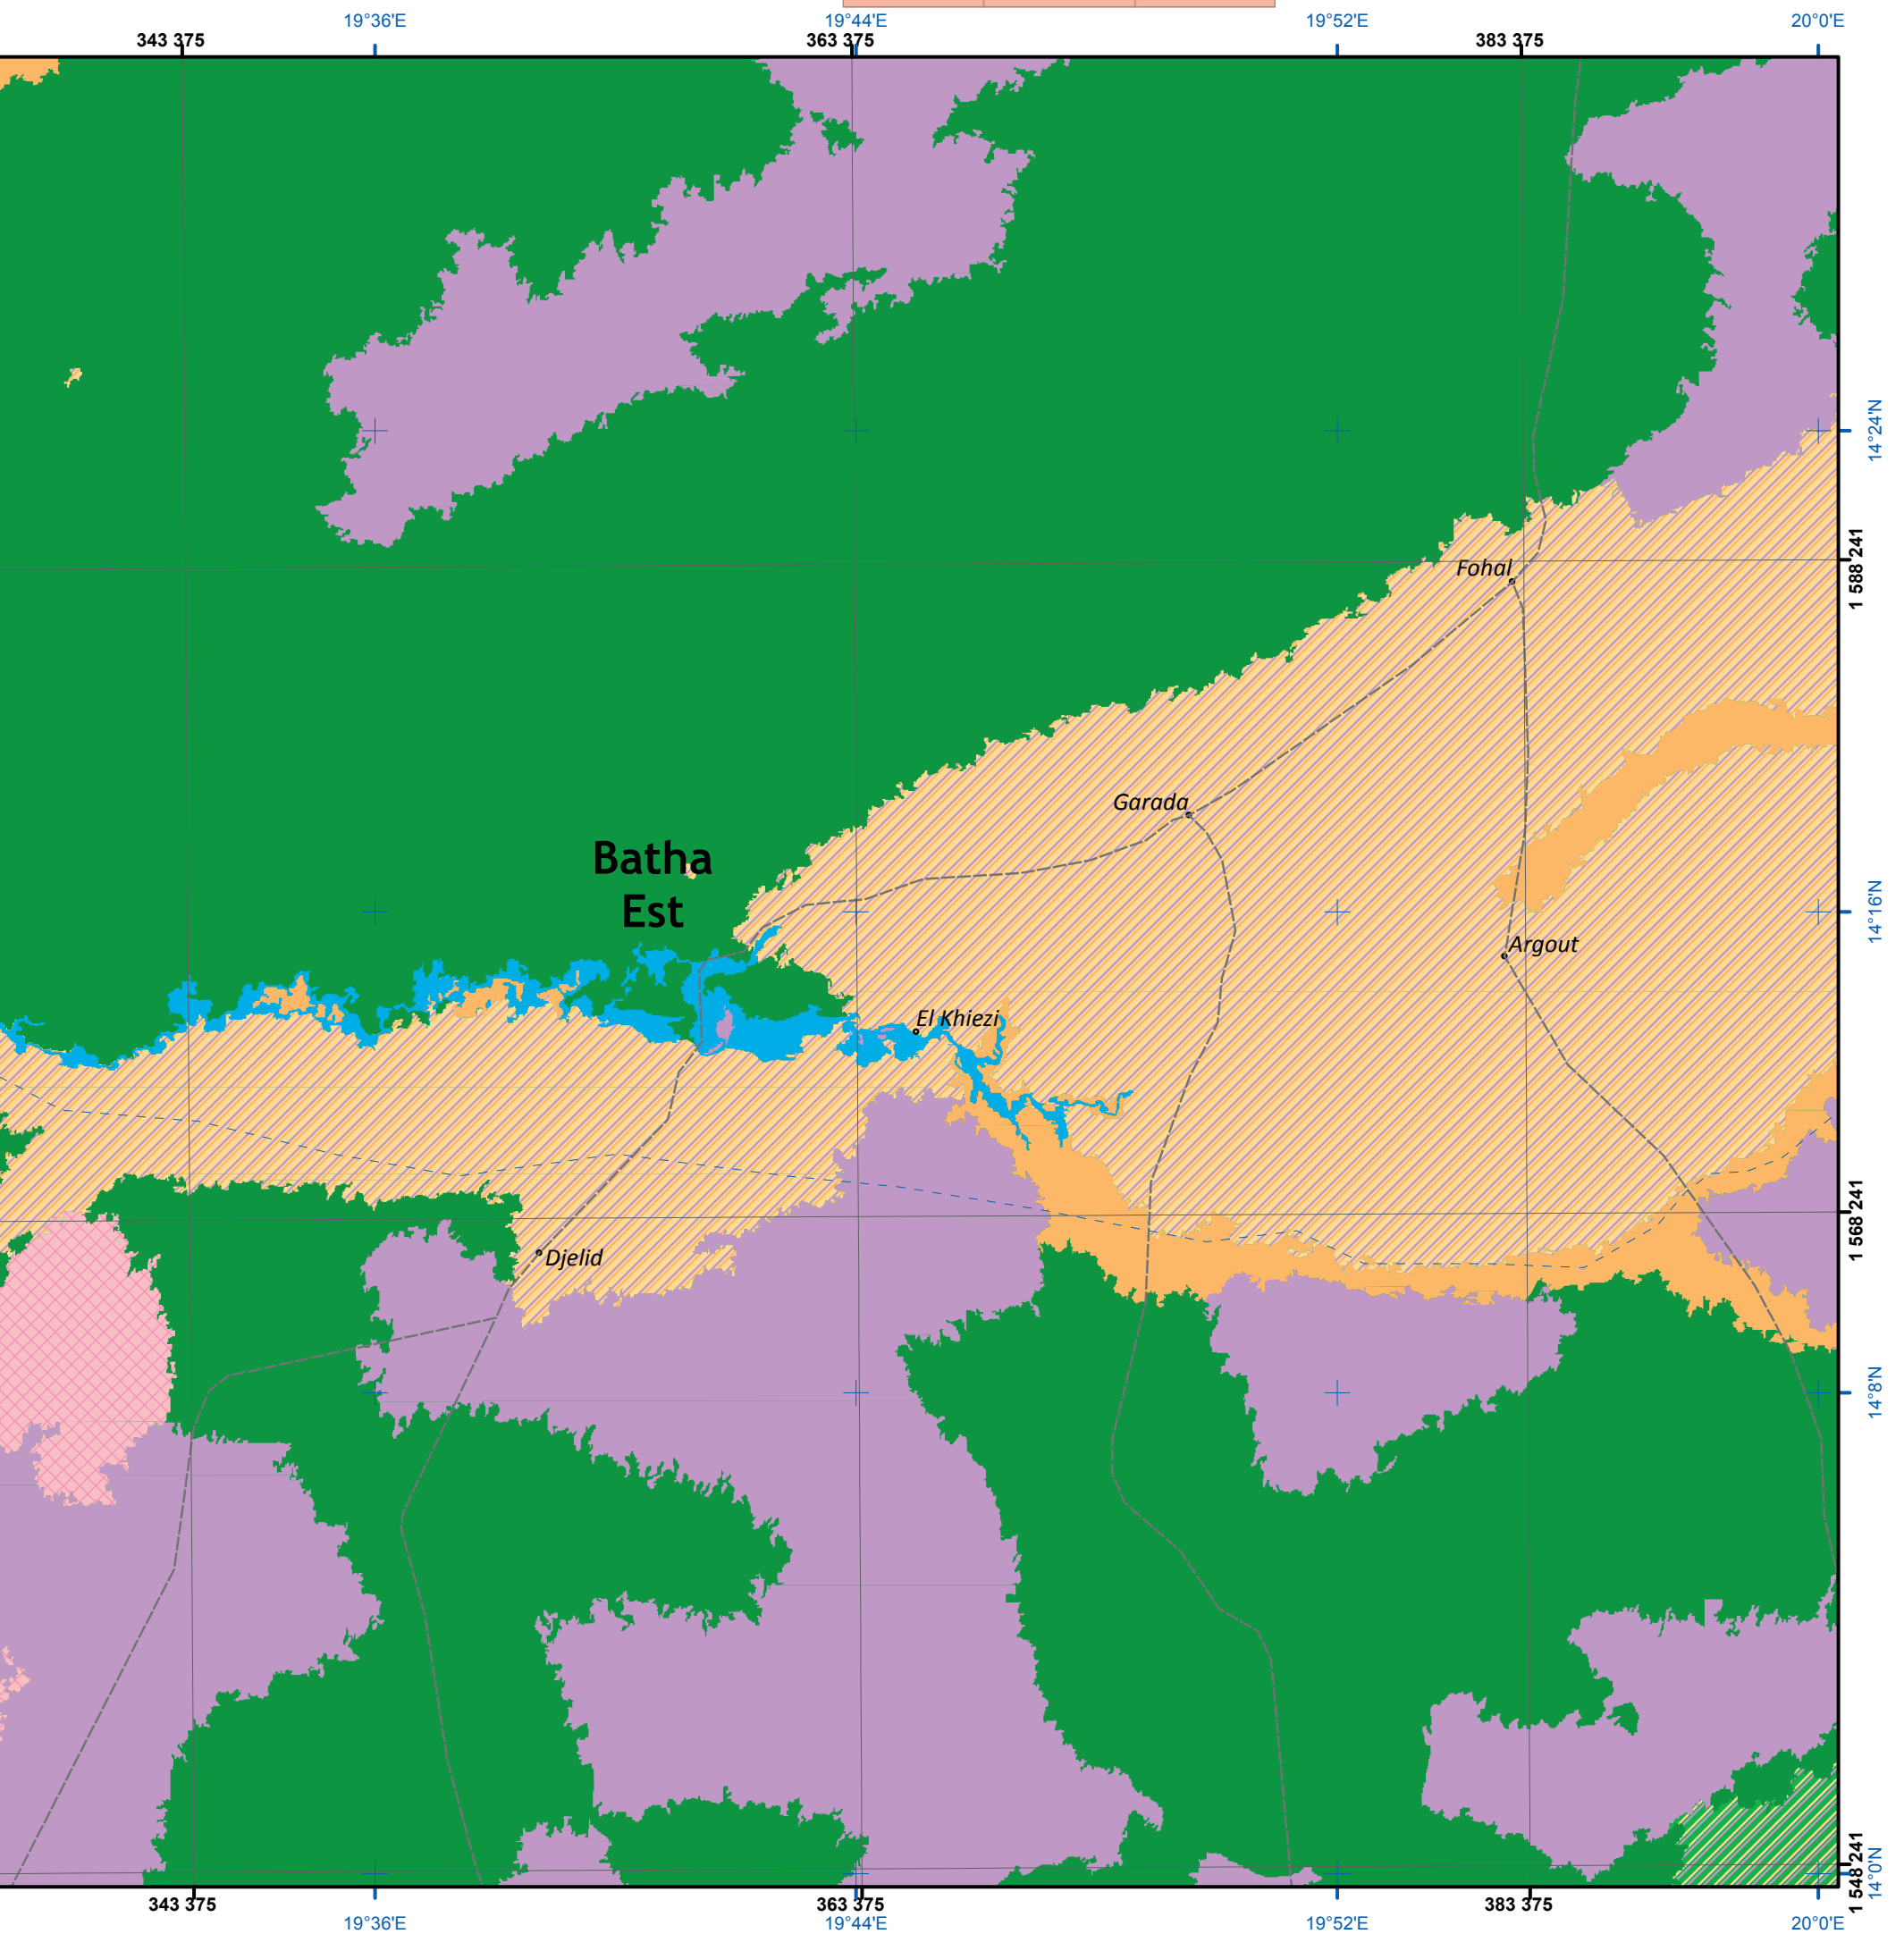 19°36'E
19°44'E
19°52'E
20°0'E
343 375
363 375
383 375
14°24'N
1 588 241
Fohal
Garada
Batha
Est
14°16'N
Argout
El Khiezi
1 568 241
Djelid
14°8'N
1 548 241
14°0'N
343 375
363 375
383 375
19°36'E
19°44'E
19°52'E
20°0'E